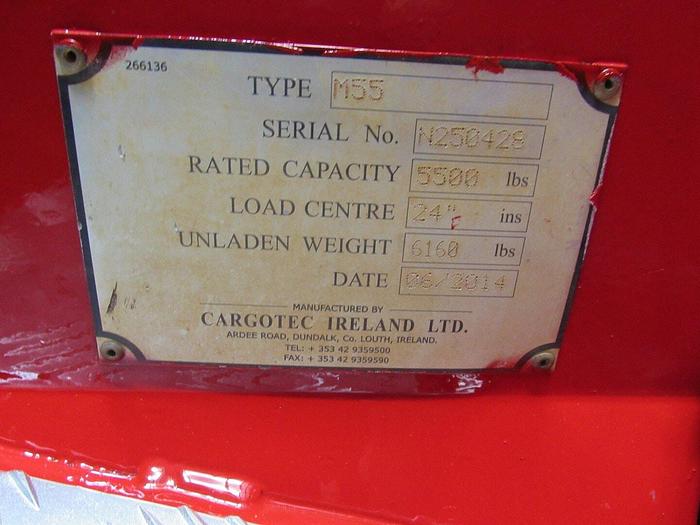 266136
TYPE M55
SERIAL No. N250428
RATED CAPACITY 5500 lbs
LOAD CENTRE 24" ins
UNLADEN WEIGHT 6160 lbs
DATE 06/2014
MANUFACTURED BY
CARGOTEC IRELAND LTD.
ARDEE ROAD, DUNDALK, Co. LOUTH, IRELAND.
TEL: + 353 42 9359500
FAX: + 353 42 9359590